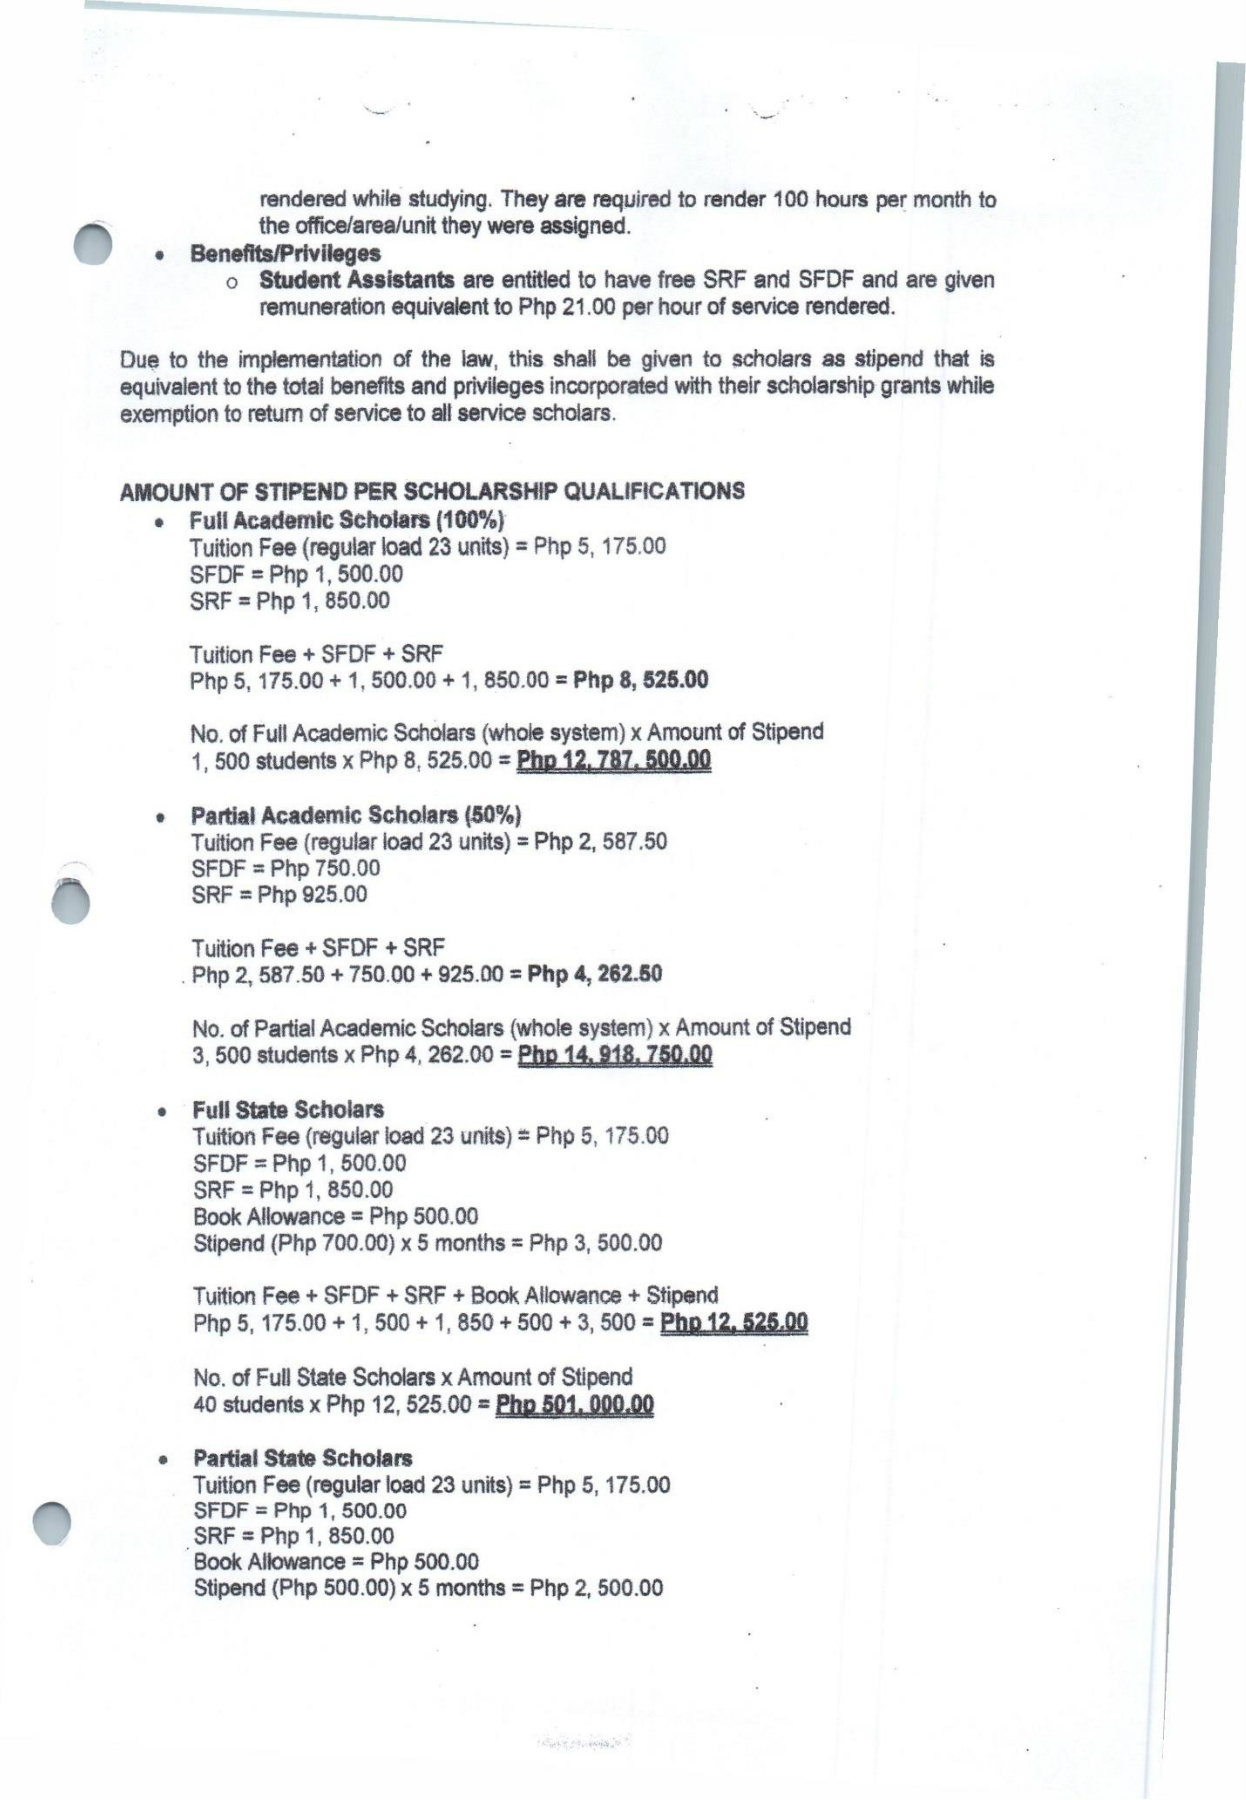 rendered while studying. They are required to render 100 hours per month to
the office/area/unit they were assigned.
• Benefits/Privileges
o Student Assistants are entitled to have free SRF and SFDF and are given
remuneration equivalent to Php 21.00 per hour of service rendered.
Due to the implementation of the law, this shall be given to scholars as stipend that is
equivalent to the total benefits and privileges incorporated with their scholarship grants while
exemption to return of service to all service scholars.
AMOUNT OF STIPEND PER SCHOLARSHIP QUALIFICATIONS
• Full Academic Scholars (100%)
Tuition Fee (regular load 23 units) = Php 5, 175.00
SFDF = Php 1, 500.00
SRF = Php 1, 850.00
Tuition Fee + SFDF + SRF
Php 5, 175.00 + 1, 500.00 + 1, 850.00 = Php 8, 525.00
No. of Full Academic Scholars (whole system) x Amount of Stipend
1, 500 students x Php 8, 525.00 = Php 12, 787, 500.00
• Partial Academic Scholars (50%)
Tuition Fee (regular load 23 units) = Php 2, 587.50
SFDF = Php 750.00
SRF = Php 925.00
Tuition Fee + SFDF + SRF
Php 2, 587.50 + 750.00 + 925.00 = Php 4, 262.50
No. of Partial Academic Scholars (whole system) x Amount of Stipend
3, 500 students x Php 4, 262.00 = Php 14, 918, 750.00
• Full State Scholars
Tuition Fee (regular load 23 units) = Php 5, 175.00
SFDF = Php 1, 500.00
SRF = Php 1, 850.00
Book Allowance = Php 500.00
Stipend (Php 700.00) x 5 months = Php 3, 500.00
Tuition Fee + SFDF + SRF + Book Allowance + Stipend
Php 5, 175.00 + 1, 500 + 1, 850 + 500 + 3, 500 = Php 12, 525.00
No. of Full State Scholars x Amount of Stipend
40 students x Php 12, 525.00 = Php 501, 000.00
• Partial State Scholars
Tuition Fee (regular load 23 units) = Php 5, 175.00
SFDF = Php 1, 500.00
SRF = Php 1, 850.00
Book Allowance = Php 500.00
Stipend (Php 500.00) x 5 months = Php 2, 500.00